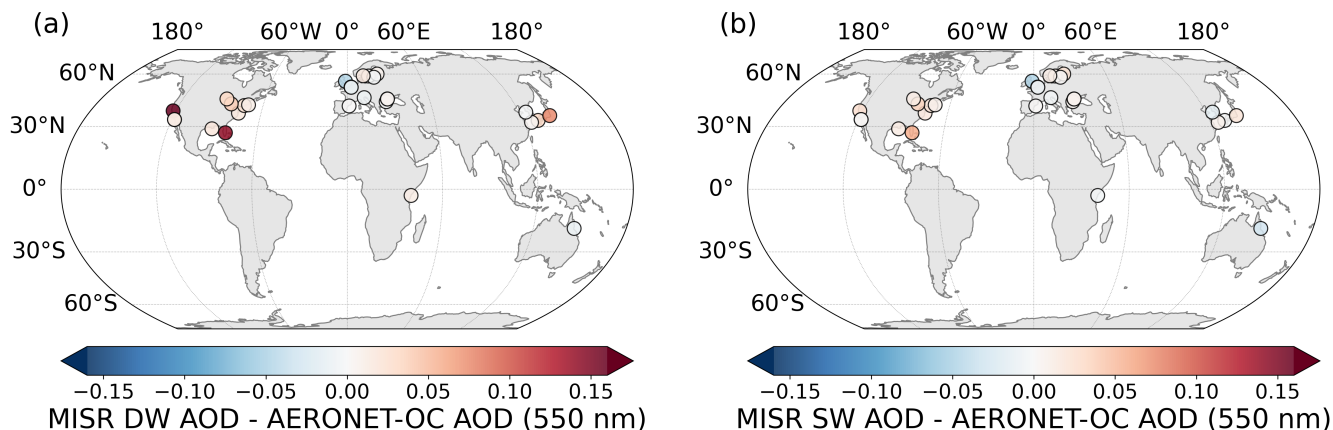 (a)
180° 60°W 0° 60°E 180°
60°N
30°N
0°
30°S
60°S
−0.15 −0.10 −0.05 0.00 0.05 0.10 0.15
MISR DW AOD - AERONET-OC AOD (550 nm)
(b)
180° 60°W 0° 60°E 180°
60°N
30°N
0°
30°S
60°S
−0.15 −0.10 −0.05 0.00 0.05 0.10 0.15
MISR SW AOD - AERONET-OC AOD (550 nm)